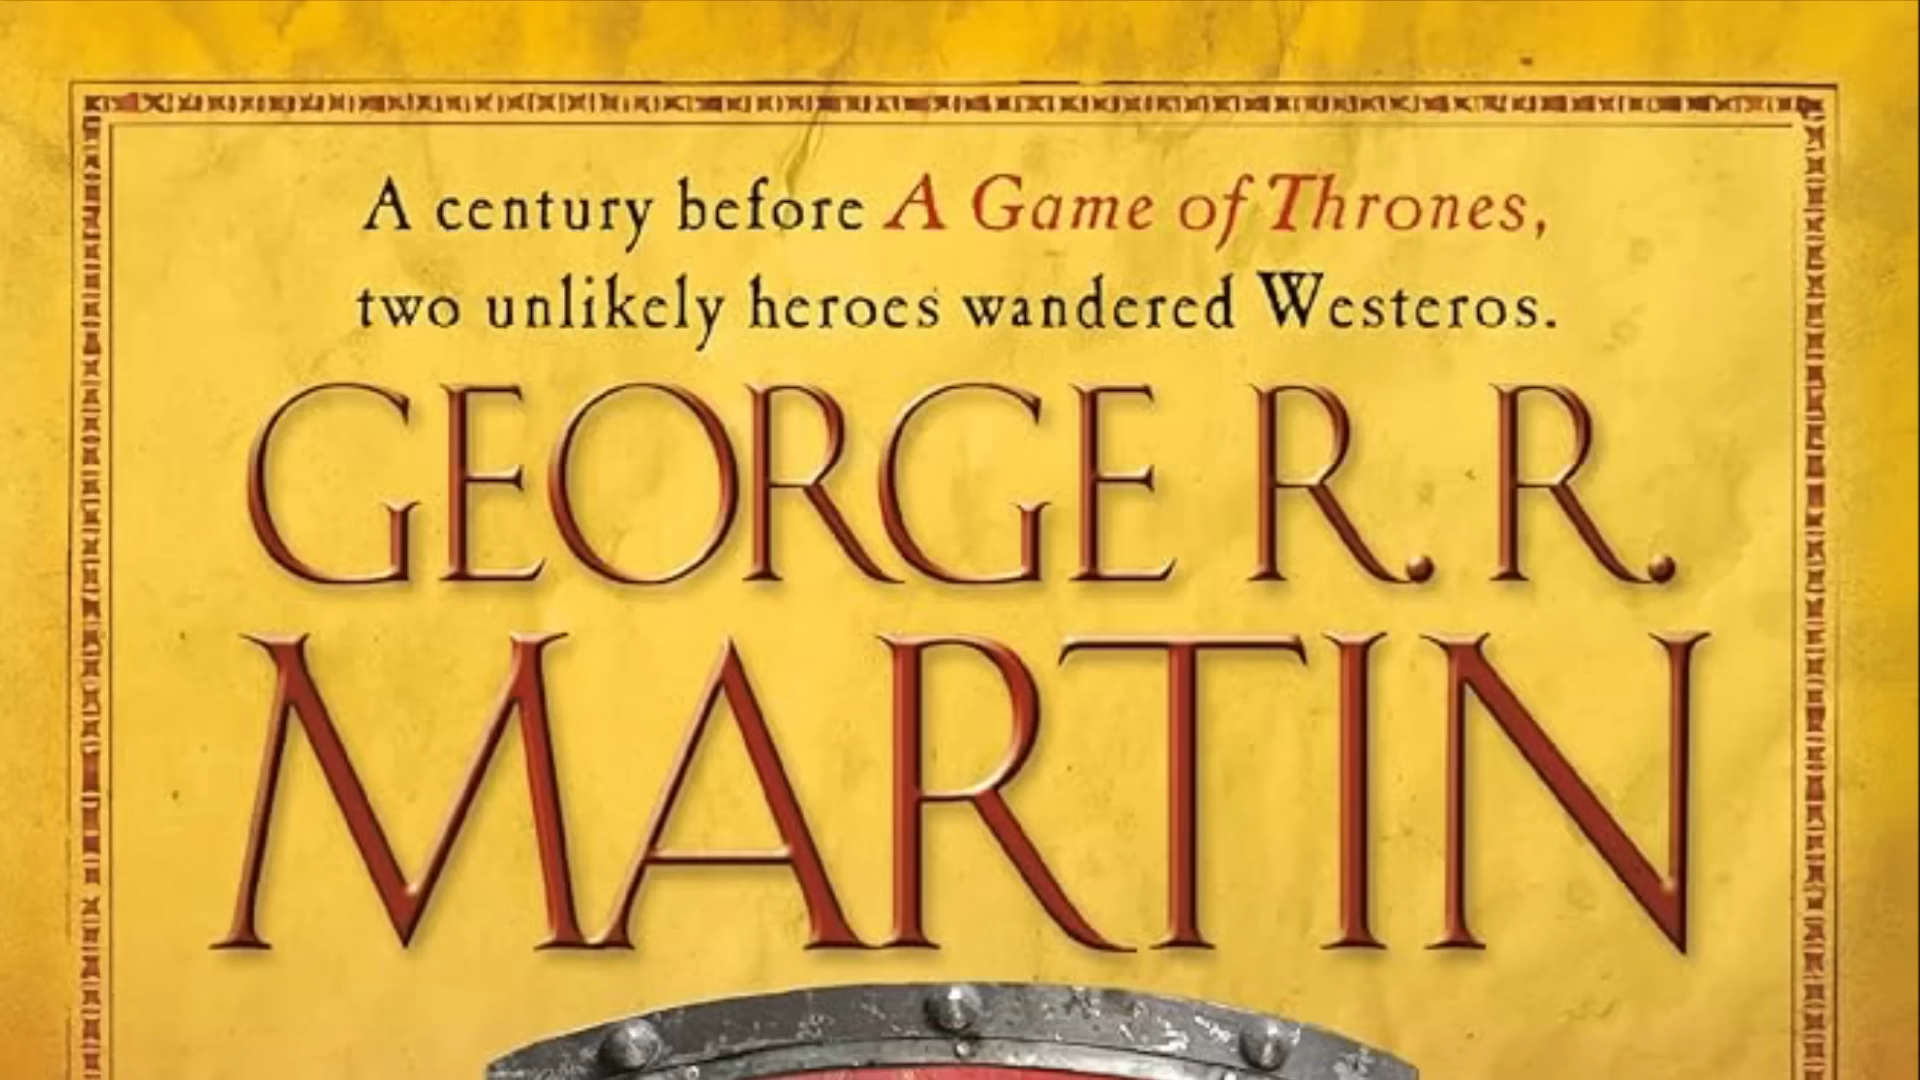 A century before A Game of Thrones,
two unlikely heroes wandered Westeros.
GEORGE R. R.
MARTIN